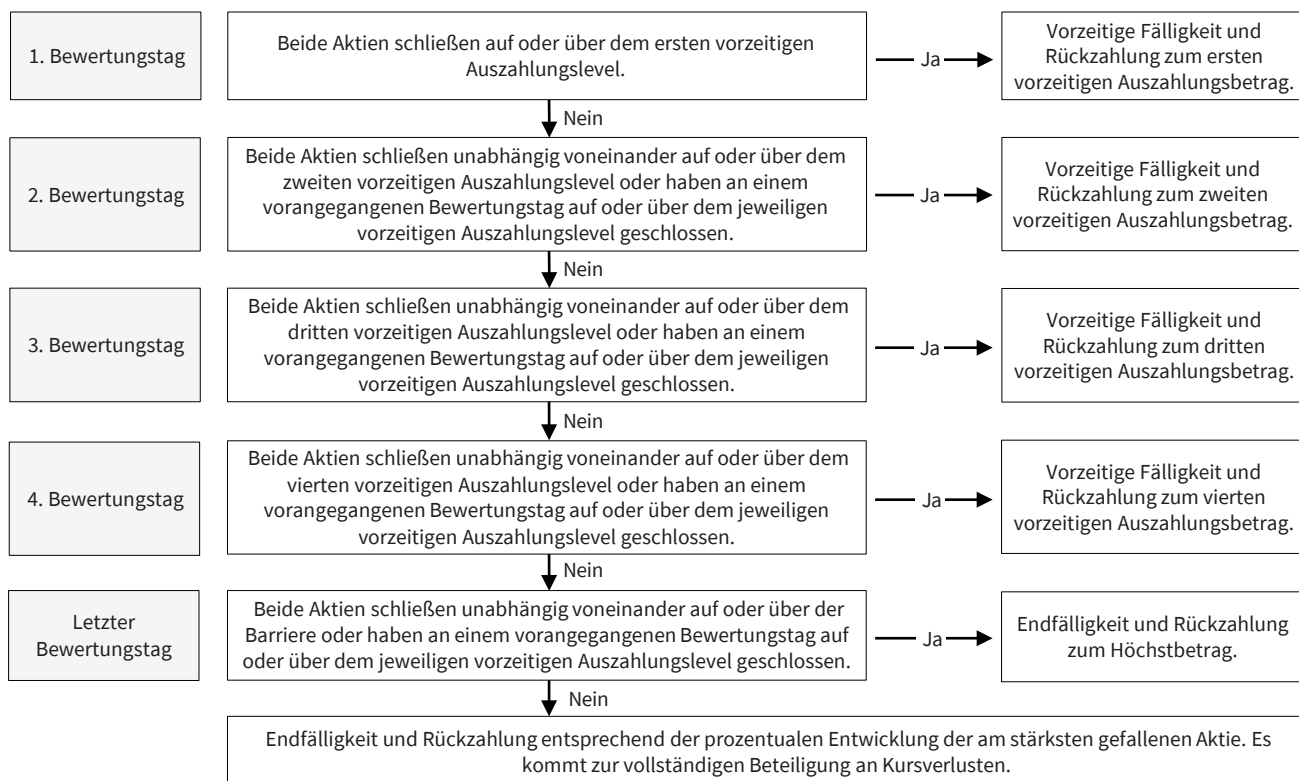 1. Bewertungstag
Beide Aktien schließen auf oder über dem ersten vorzeitigen
Auszahlungslevel.
Ja
Vorzeitige Fälligkeit und
Rückzahlung zum ersten
vorzeitigen Auszahlungsbetrag.
Nein
2. Bewertungstag
Beide Aktien schließen unabhängig voneinander auf oder über dem
zweiten vorzeitigen Auszahlungslevel oder haben an einem
vorangegangenen Bewertungstag auf oder über dem jeweiligen
vorzeitigen Auszahlungslevel geschlossen.
Ja
Vorzeitige Fälligkeit und
Rückzahlung zum zweiten
vorzeitigen Auszahlungsbetrag.
Nein
3. Bewertungstag
Beide Aktien schließen unabhängig voneinander auf oder über dem
dritten vorzeitigen Auszahlungslevel oder haben an einem
vorangegangenen Bewertungstag auf oder über dem jeweiligen
vorzeitigen Auszahlungslevel geschlossen.
Ja
Vorzeitige Fälligkeit und
Rückzahlung zum dritten
vorzeitigen Auszahlungsbetrag.
Nein
4. Bewertungstag
Beide Aktien schließen unabhängig voneinander auf oder über dem
vierten vorzeitigen Auszahlungslevel oder haben an einem
vorangegangenen Bewertungstag auf oder über dem jeweiligen
vorzeitigen Auszahlungslevel geschlossen.
Ja
Vorzeitige Fälligkeit und
Rückzahlung zum vierten
vorzeitigen Auszahlungsbetrag.
Nein
Letzter
Bewertungstag
Beide Aktien schließen unabhängig voneinander auf oder über der
Barriere oder haben an einem vorangegangenen Bewertungstag auf
oder über dem jeweiligen vorzeitigen Auszahlungslevel geschlossen.
Ja
Endfälligkeit und Rückzahlung
zum Höchstbetrag.
Nein
Endfälligkeit und Rückzahlung entsprechend der prozentualen Entwicklung der am stärksten gefallenen Aktie. Es
kommt zur vollständigen Beteiligung an Kursverlusten.